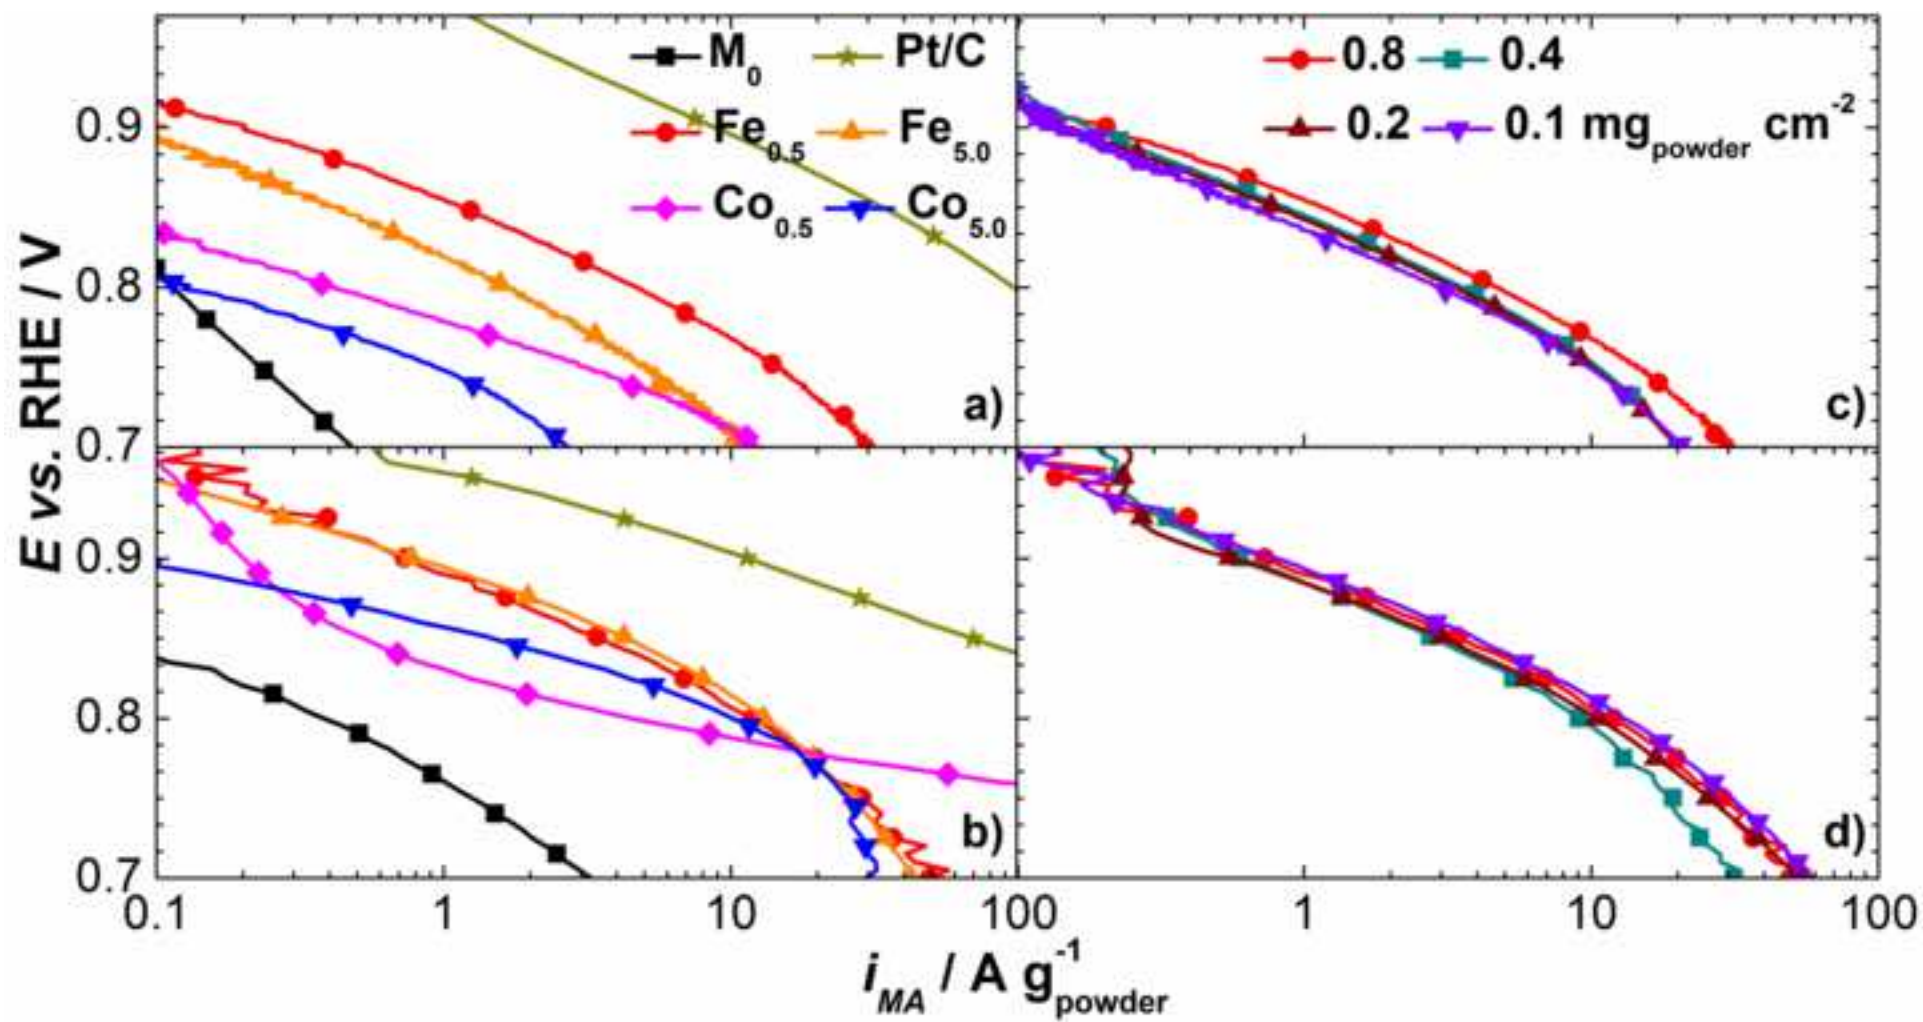 M0 Pt/C
Fe0.5 Fe5.0
Co0.5 Co5.0
a)
0.8 0.4
0.2 0.1 mgpowder cm-2
c)
b)
d)
0.9
0.8
0.7
0.9
0.8
0.7
E vs. RHE / V
0.1 1 10 100 1 10 100
iMA / A g-1powder